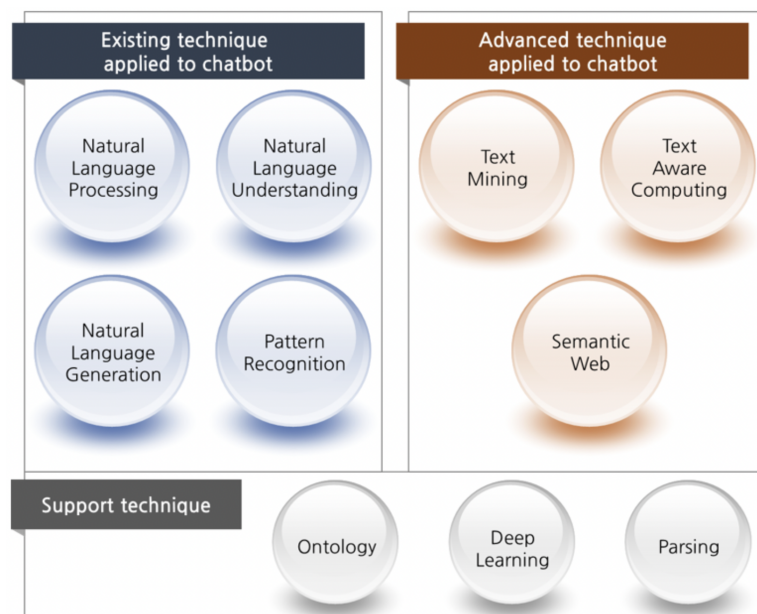 Existing technique
applied to chatbot
Natural
Language
Processing
Natural
Language
Understanding
Natural
Language
Generation
Pattern
Recognition
Advanced technique
applied to chatbot
Text
Mining
Text
Aware
Computing
Semantic
Web
Support technique
Ontology
Deep
Learning
Parsing